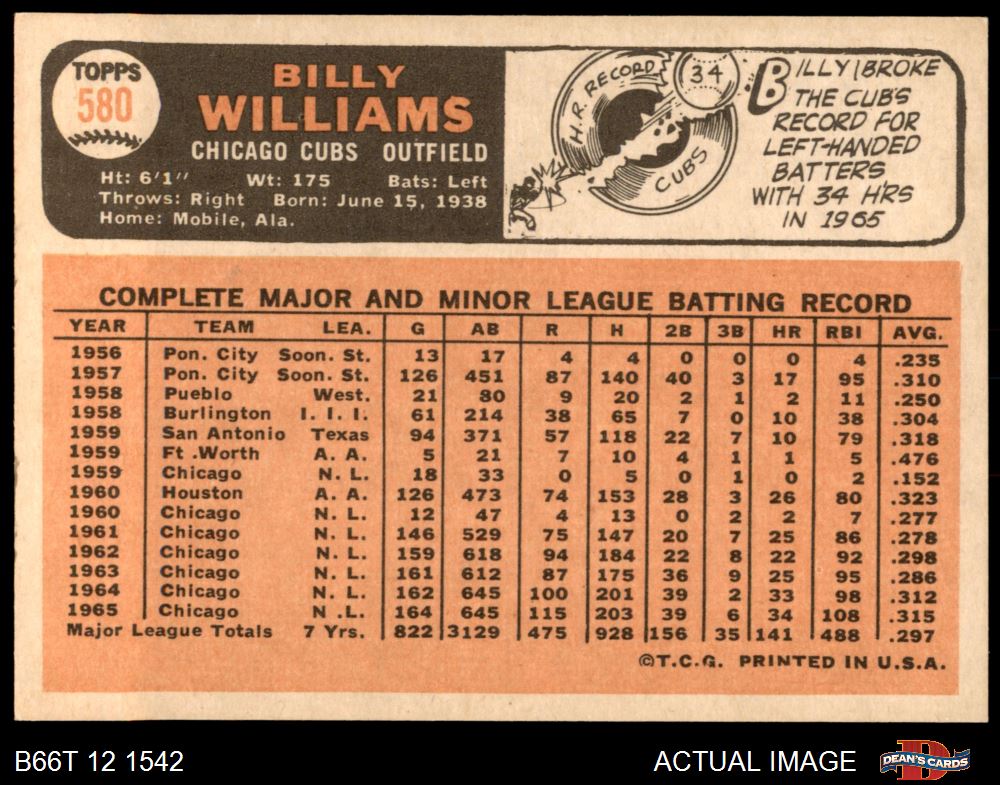 TOPPS
580
BILLY
WILLIAMS
CHICAGO CUBS OUTFIELD
Ht: 6'1" Wt: 175 Bats: Left
Throws: Right Born: June 15, 1938
Home: Mobile, Ala.
H.R. RECORD
34
CUBS
BILLY BROKE
THE CUB'S
RECORD FOR
LEFT-HANDED
BATTERS
WITH 34 HR'S
IN 1965
COMPLETE MAJOR AND MINOR LEAGUE BATTING RECORD
YEAR TEAM LEA. G AB R H 2B 3B HR RBI AVG.
1956 Pon. City Soon. St. 13 17 4 4 0 0 0 4 .235
1957 Pon. City Soon. St. 126 451 87 140 40 3 17 95 .310
1958 Pueblo West. 21 80 9 20 2 1 2 11 .250
1958 Burlington I. I. I. 61 214 38 65 7 0 10 38 .304
1959 San Antonio Texas 94 371 57 118 22 7 10 79 .318
1959 Ft .Worth A. A. 5 21 7 10 4 1 1 5 .476
1959 Chicago N. L. 18 33 0 5 0 1 0 2 .152
1960 Houston A. A. 126 473 74 153 28 3 26 80 .323
1960 Chicago N. L. 12 47 4 13 0 2 2 7 .277
1961 Chicago N. L. 146 529 75 147 20 7 25 86 .278
1962 Chicago N. L. 159 618 94 184 22 8 22 92 .298
1963 Chicago N. L. 161 612 87 175 36 9 25 95 .286
1964 Chicago N. L. 162 645 100 201 39 2 33 98 .312
1965 Chicago N .L. 164 645 115 203 39 6 34 108 .315
Major League Totals 7 Yrs. 822 3129 475 928 156 35 141 488 .297
©T.C.G. PRINTED IN U.S.A.
B66T 12 1542
ACTUAL IMAGE
D
DEAN'S CARDS